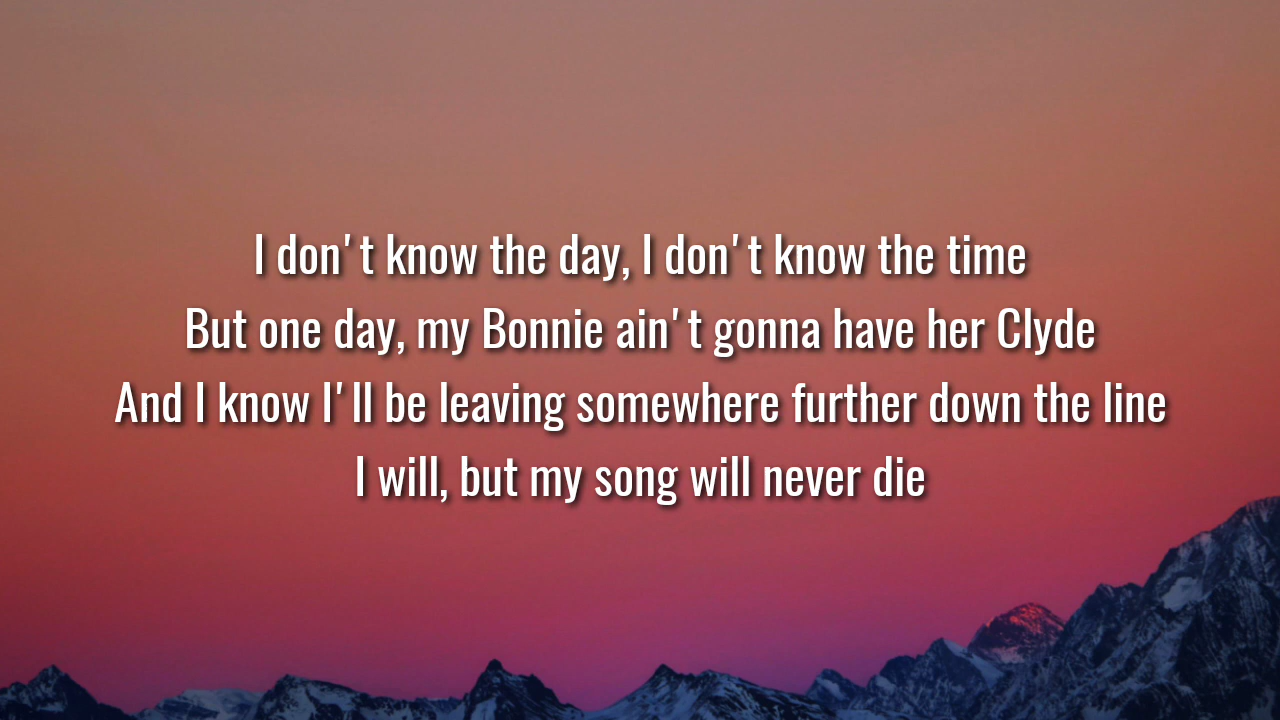 I don't know the day, I don't know the time
But one day, my Bonnie ain't gonna have her Clyde
And I know I'll be leaving somewhere further down the line
I will, but my song will never die